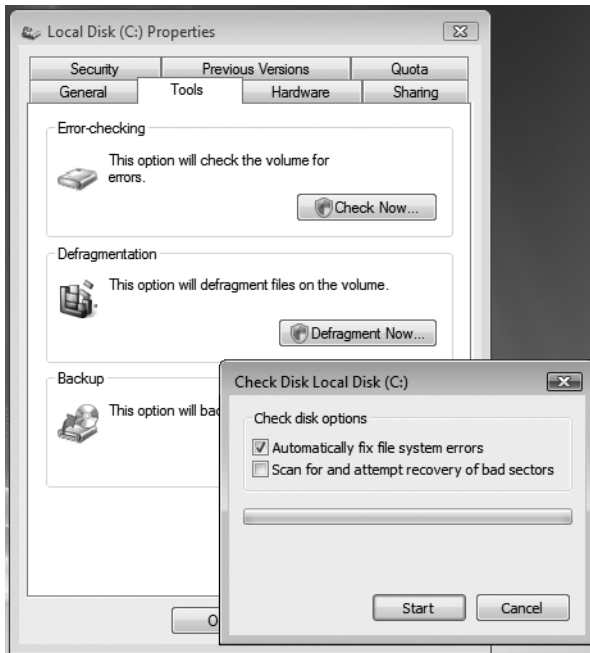 Local Disk (C:) Properties
Security Previous Versions Quota
General Tools Hardware Sharing
Error-checking
This option will check the volume for
errors.
Check Now...
Defragmentation
This option will defragment files on the volume.
Defragment Now...
Backup
This option will
Check Disk Local Disk (C:)
Check disk options
Automatically fix file system errors
Scan for and attempt recovery of bad sectors
Start Cancel